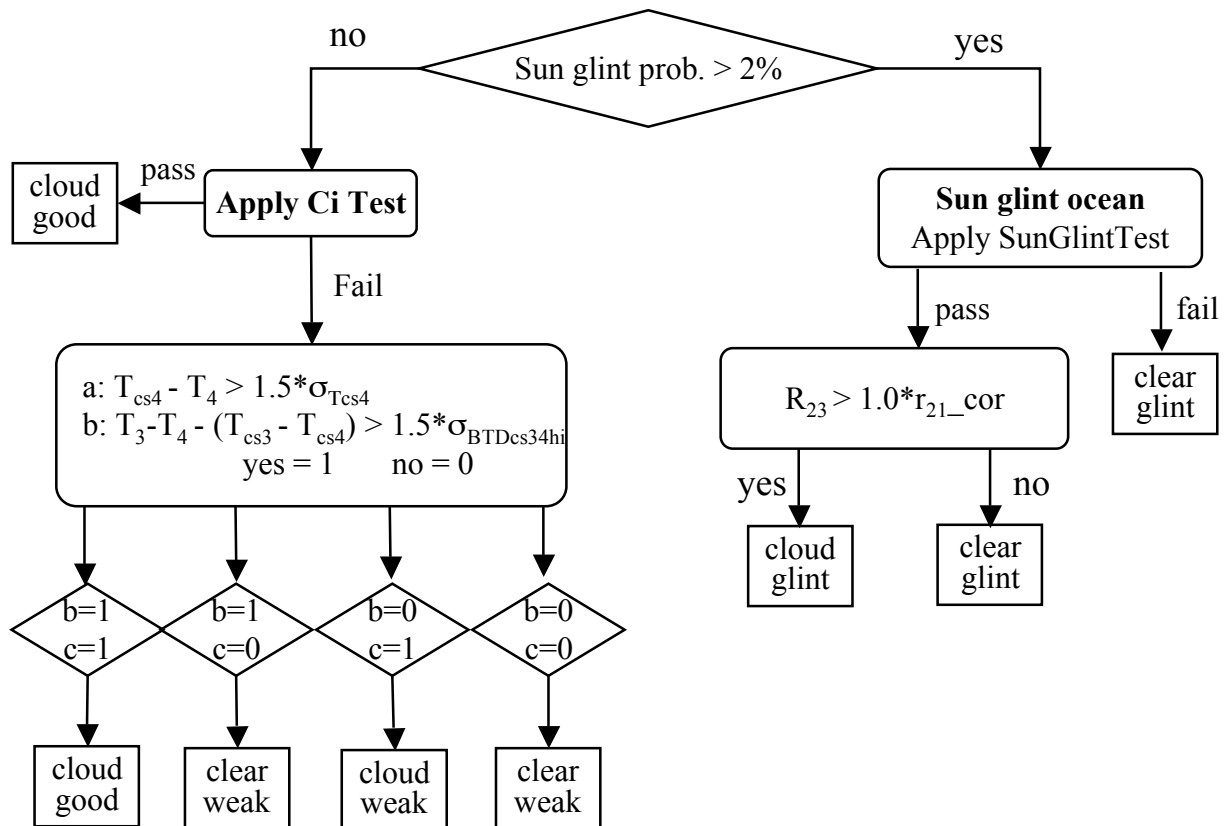 no
Sun glint prob. > 2%
yes
cloud
good
pass
Apply Ci Test
Sun glint ocean
Apply SunGlintTest
Fail
pass
fail
a: Tcs4 - T4 > 1.5*σTcs4
b: T3-T4 - (Tcs3 - Tcs4) > 1.5*σBTDcs34hi
yes = 1 no = 0
R23 > 1.0*r21_cor
clear
glint
yes
no
cloud
glint
clear
glint
b=1
c=1
b=1
c=0
b=0
c=1
b=0
c=0
cloud
good
clear
weak
cloud
weak
clear
weak